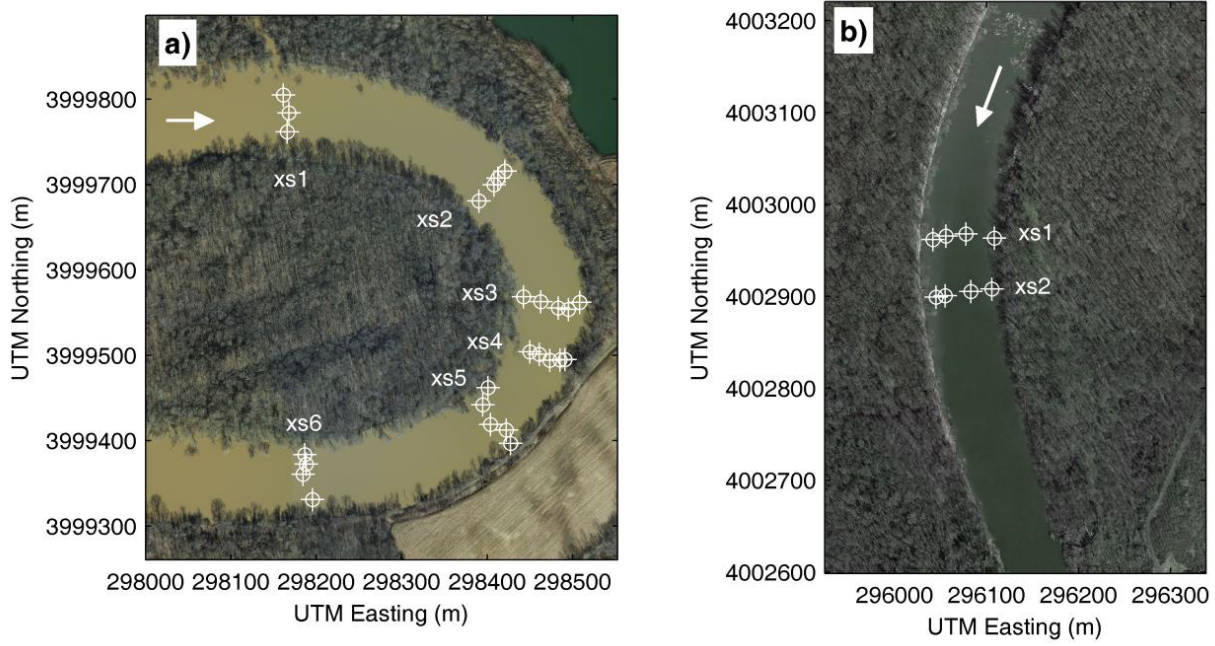 a)
UTM Northing (m)
3999800
3999700
3999600
3999500
3999400
3999300
xs1
xs2
xs3
xs4
xs5
xs6
298000 298100 298200 298300 298400 298500
UTM Easting (m)
b)
UTM Northing (m)
4003200
4003100
4003000
4002900
4002800
4002700
4002600
xs1
xs2
296000 296100 296200 296300
UTM Easting (m)